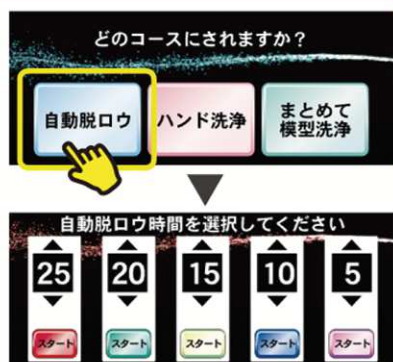 どのコースにされますか？
自動脱ロウ ハンド洗浄 まとめて
模型洗浄
自動脱ロウ時間を選択してください
25 20 15 10 5
スタート スタート スタート スタート スタート